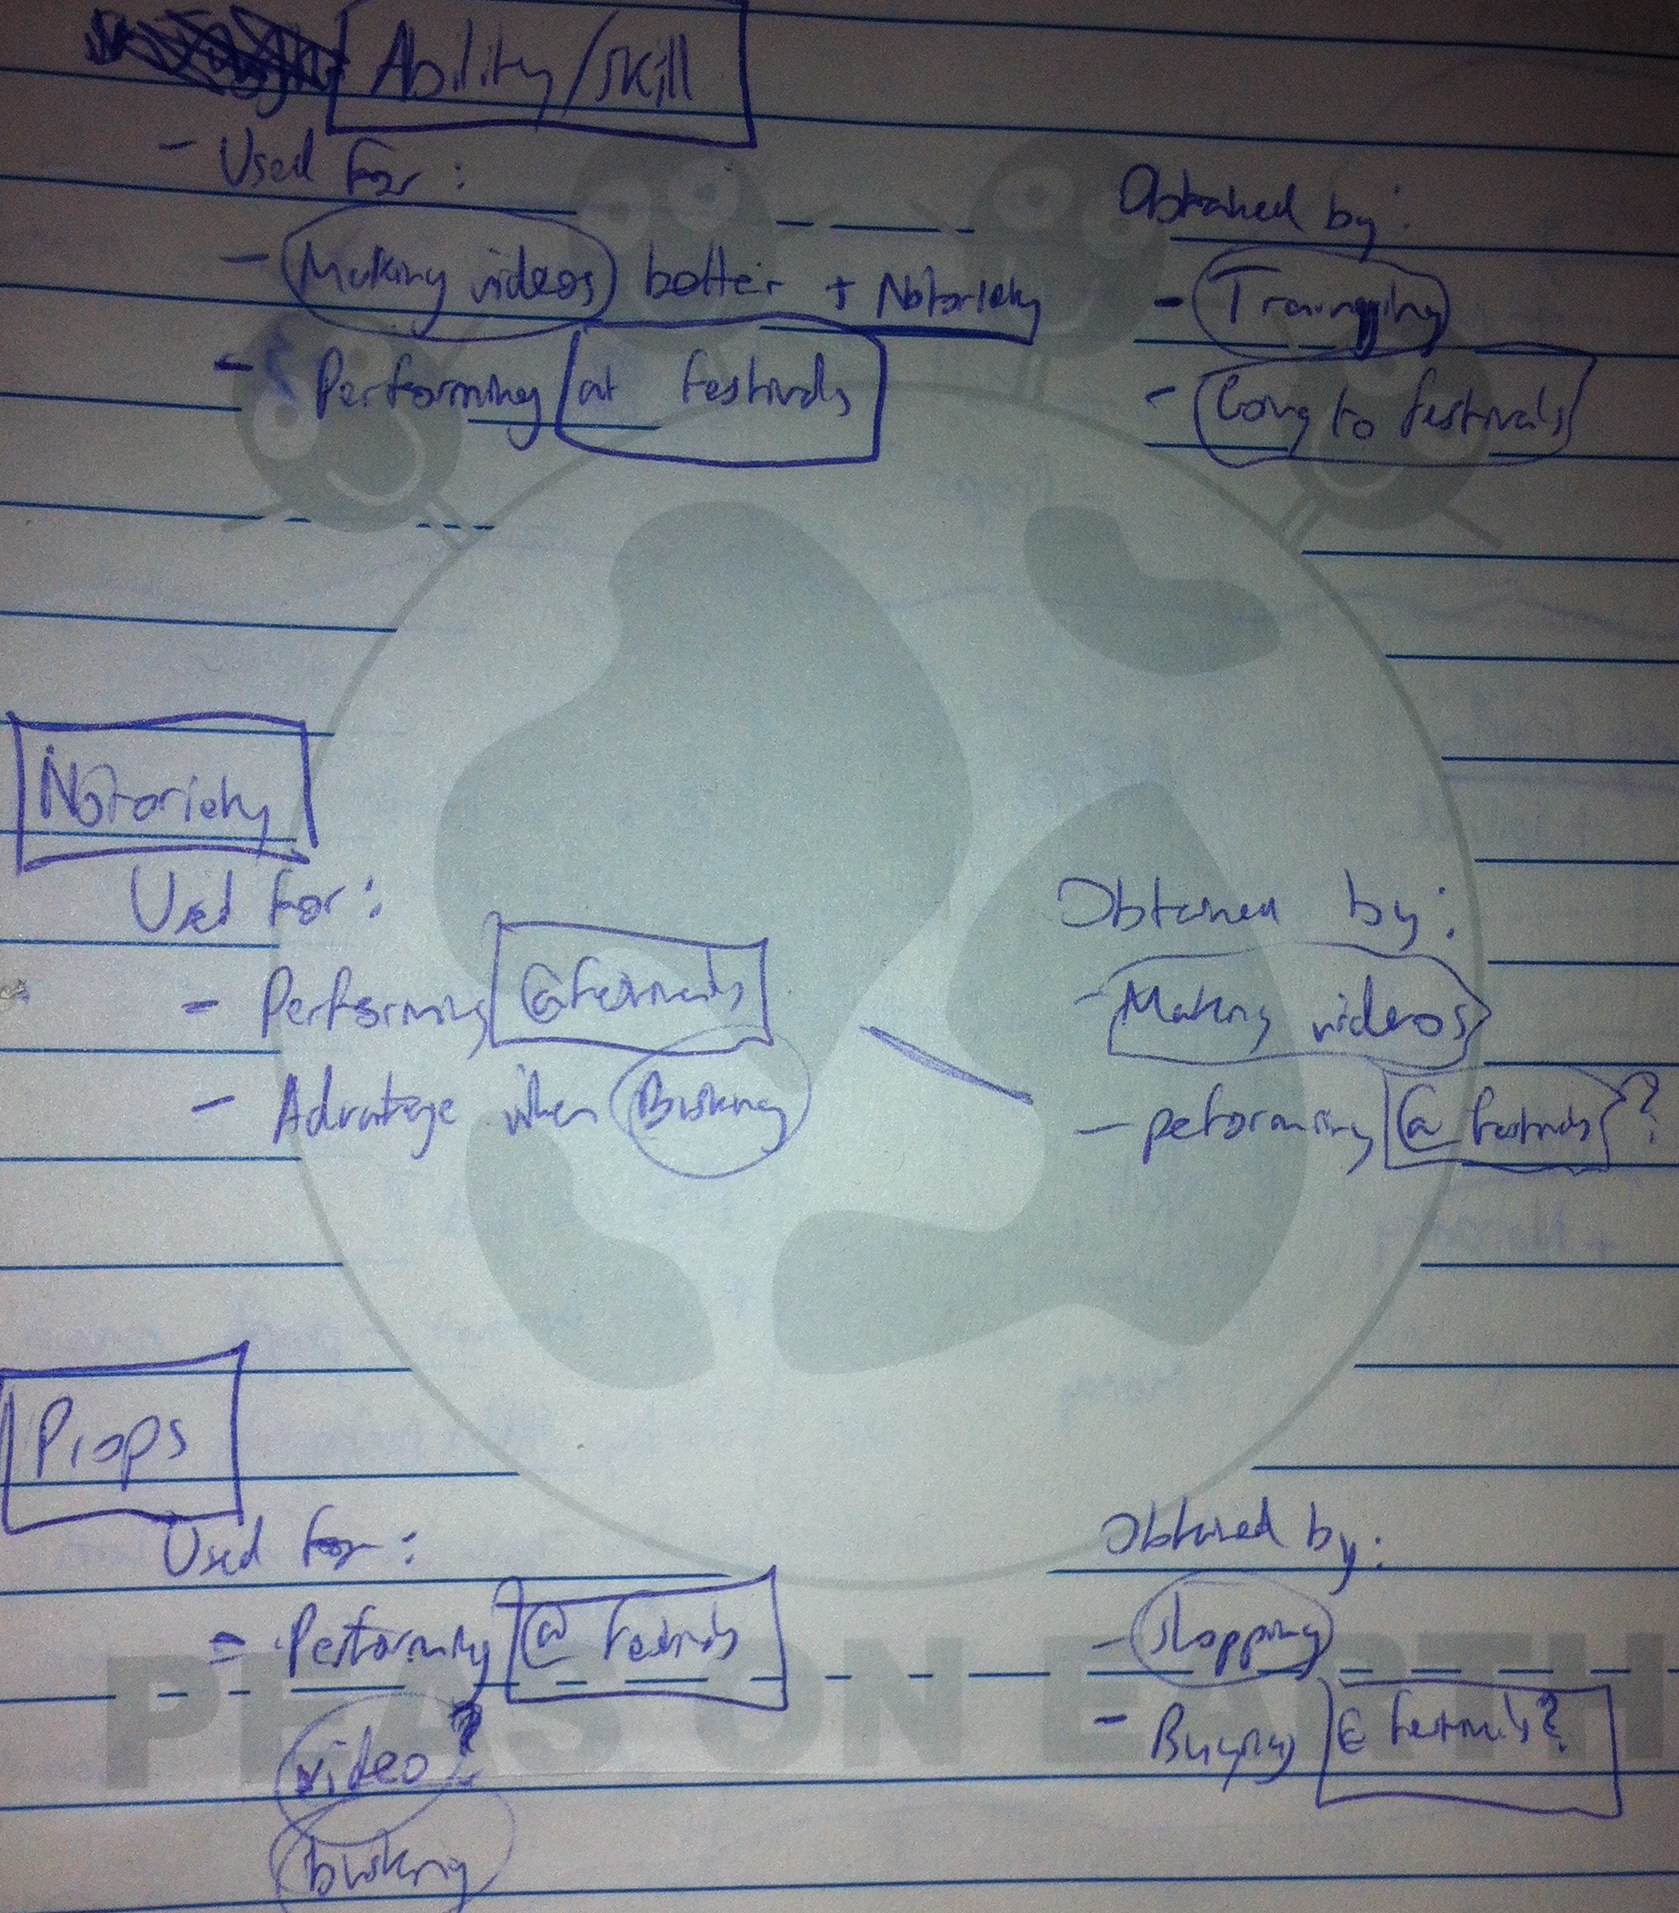 Ability/skill
- Used for:
- Making videos better + Notoriety
- Performing at festivals
Obtained by:
- Training
- Going to festivals
Notoriety
Used for:
- Performing @ festivals
- Advantage when Busking
Obtained by:
- Making videos
- peforming @ festivals?
Props
Used for:
- Performing @ festivals
video?
busking
Obtained by:
- shopping
- Buying @ festivals?
PEAS ON EARTH